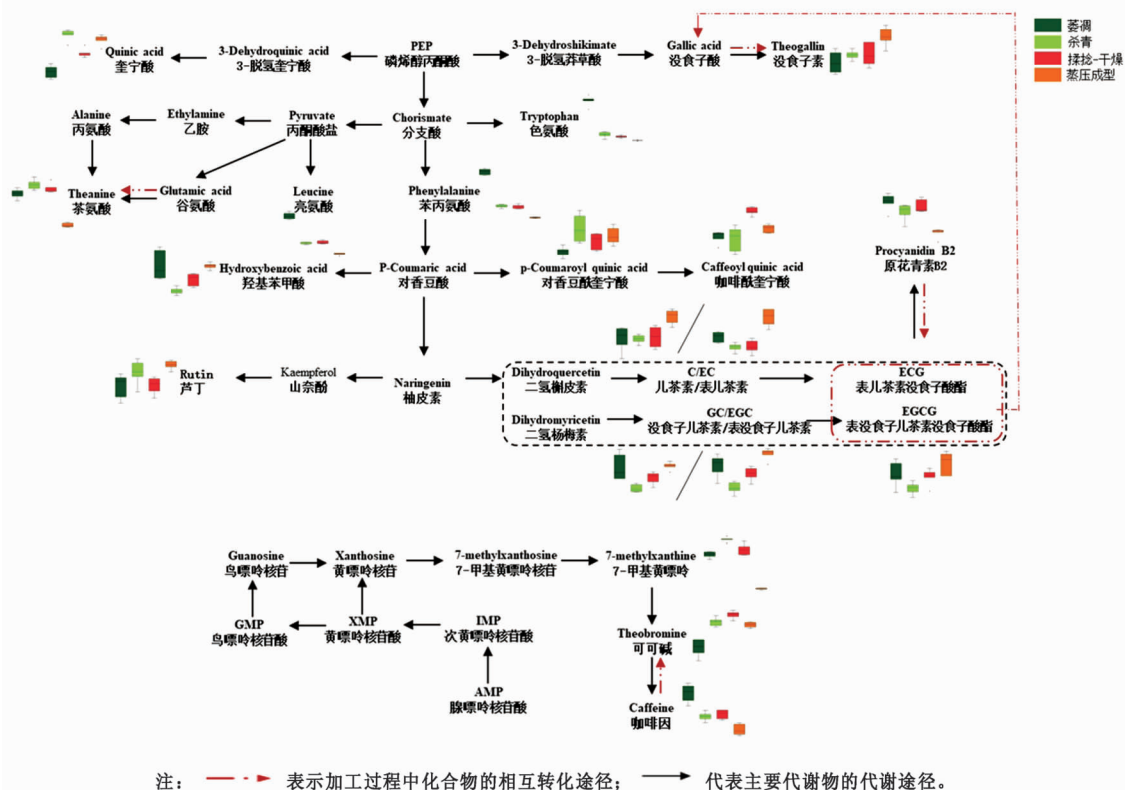 萎凋
杀青
揉捻-干燥
蒸压成型
Quinic acid
奎宁酸
3-Dehydroquinic acid
3-脱氢奎宁酸
PEP
磷烯醇丙酮酸
3-Dehydroshikimate
3-脱氢莽草酸
Gallic acid
没食子酸
Theogallin
没食子素
Alanine
丙氨酸
Ethylamine
乙胺
Pyruvate
丙酮酸盐
Chorismate
分支酸
Tryptophan
色氨酸
Theanine
茶氨酸
Glutamic acid
谷氨酸
Leucine
亮氨酸
Phenylalanine
苯丙氨酸
Hydroxybenzoic acid
羟基苯甲酸
P-Coumaric acid
对香豆酸
p-Coumaroyl quinic acid
对香豆酰奎宁酸
Caffeoyl quinic acid
咖啡酰奎宁酸
Procyanidin B2
原花青素B2
Rutin
芦丁
Kaempferol
山奈酚
Naringenin
柚皮素
Dihydroquercetin
二氢槲皮素
C/EC
儿茶素/表儿茶素
ECG
表儿茶素没食子酸酯
Dihydromyricetin
二氢杨梅素
GC/EGC
没食子儿茶素/表没食子儿茶素
EGCG
表没食子儿茶素没食子酸酯
Guanosine
鸟嘌呤核苷
Xanthosine
黄嘌呤核苷
7-methylxanthosine
7-甲基黄嘌呤核苷
7-methylxanthine
7-甲基黄嘌呤
GMP
鸟嘌呤核苷酸
XMP
黄嘌呤核苷酸
IMP
次黄嘌呤核苷酸
Theobromine
可可碱
AMP
腺嘌呤核苷酸
Caffeine
咖啡因
注： 表示加工过程中化合物的相互转化途径； 代表主要代谢物的代谢途径。